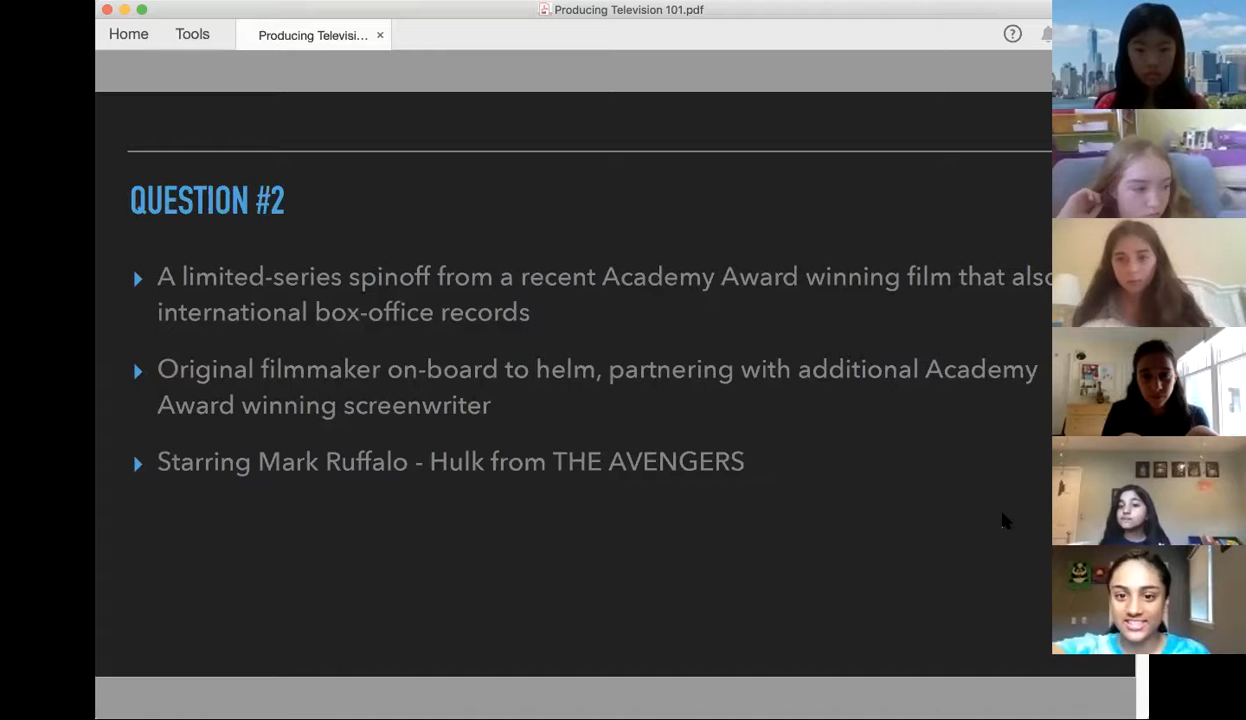 Producing Television 101.pdf
Home Tools Producing Televisi... ×
QUESTION #2
A limited-series spinoff from a recent Academy Award winning film that also
international box-office records
Original filmmaker on-board to helm, partnering with additional Academy
Award winning screenwriter
Starring Mark Ruffalo - Hulk from THE AVENGERS